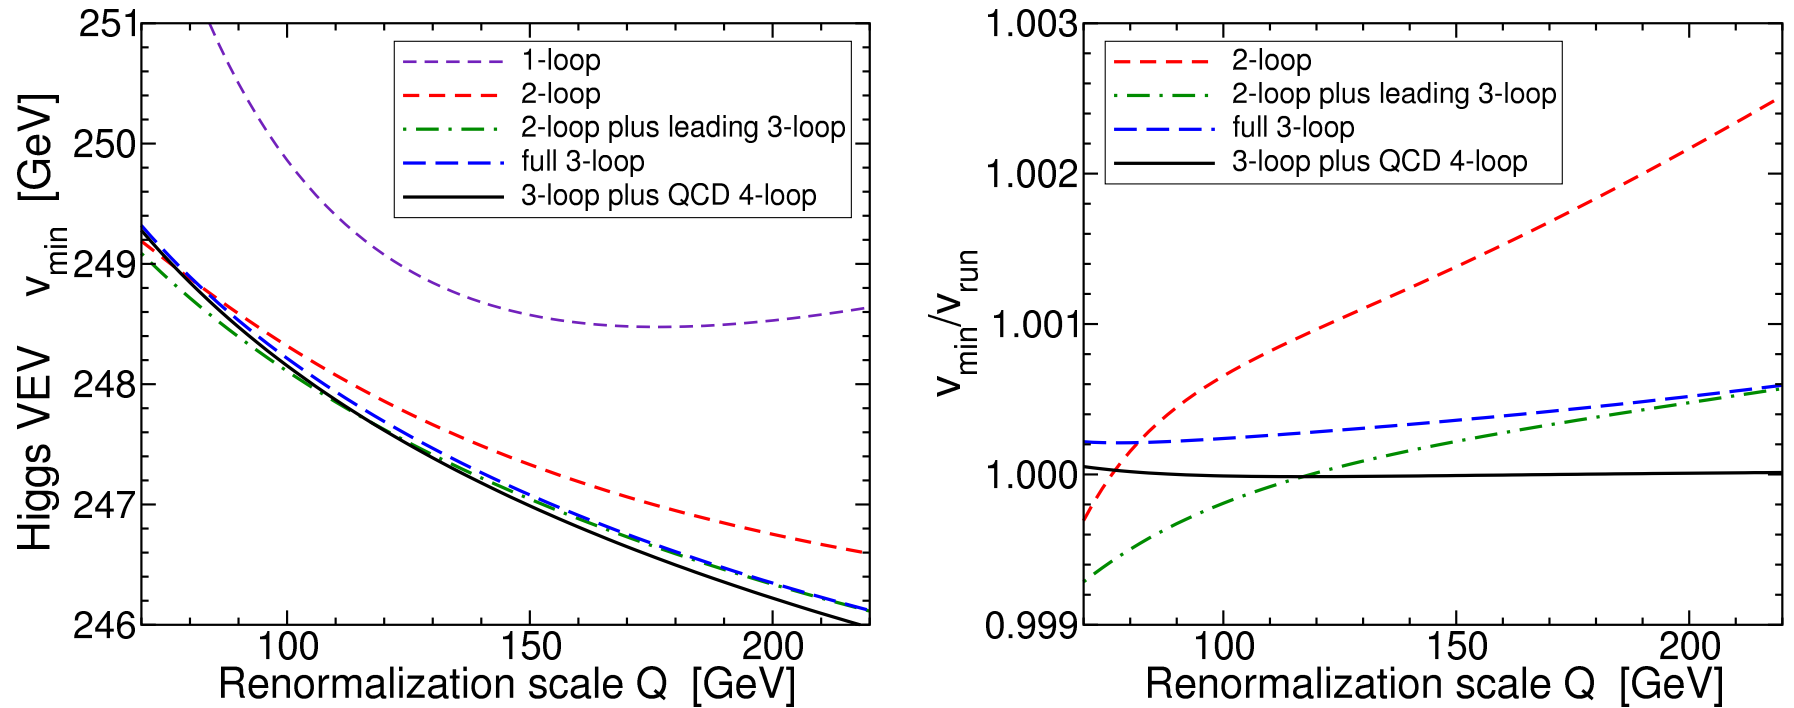 251
250
249
248
247
246
Higgs VEV v_min [GeV]
1-loop
2-loop
2-loop plus leading 3-loop
full 3-loop
3-loop plus QCD 4-loop
100 150 200
Renormalization scale Q [GeV]
1.003
1.002
1.001
1.000
0.999
v_min/v_run
2-loop
2-loop plus leading 3-loop
full 3-loop
3-loop plus QCD 4-loop
100 150 200
Renormalization scale Q [GeV]